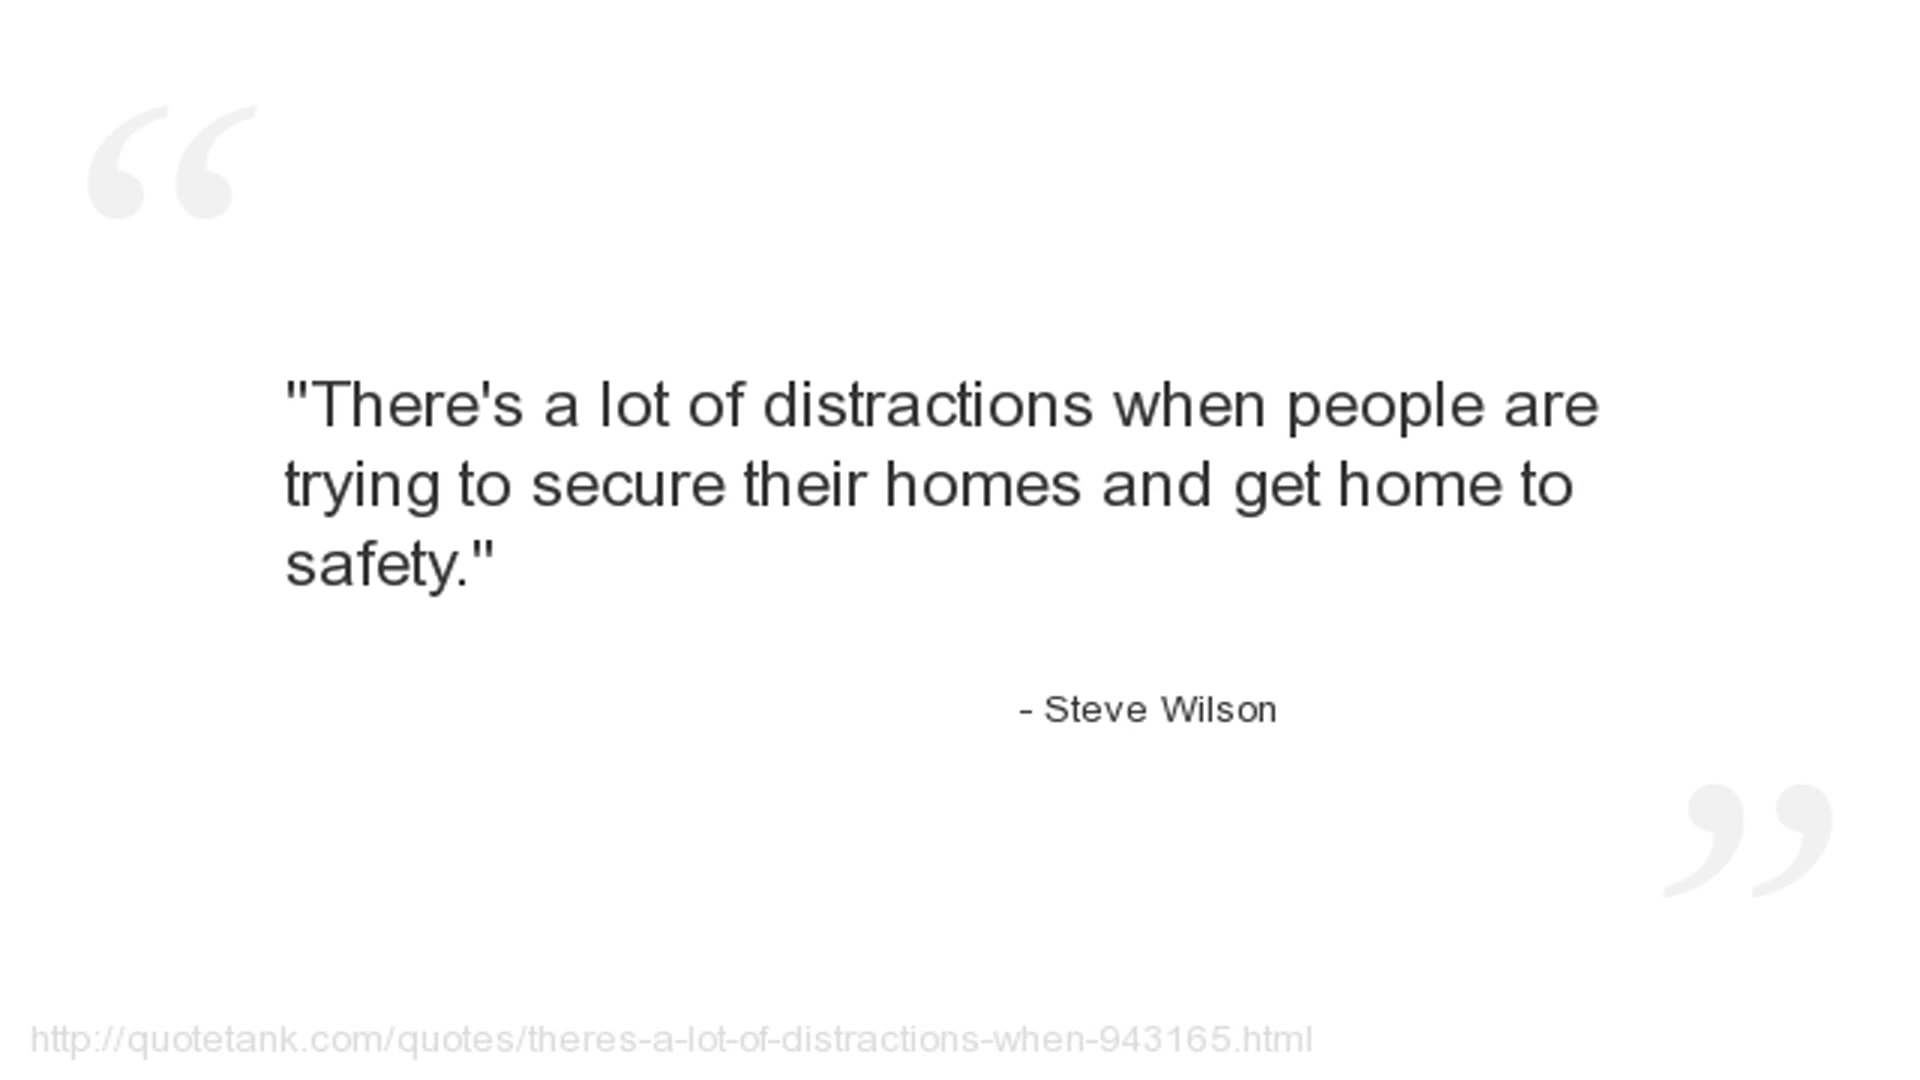 "There's a lot of distractions when people are
trying to secure their homes and get home to
safety."
- Steve Wilson
http://quotetank.com/quotes/theres-a-lot-of-distractions-when-943165.html